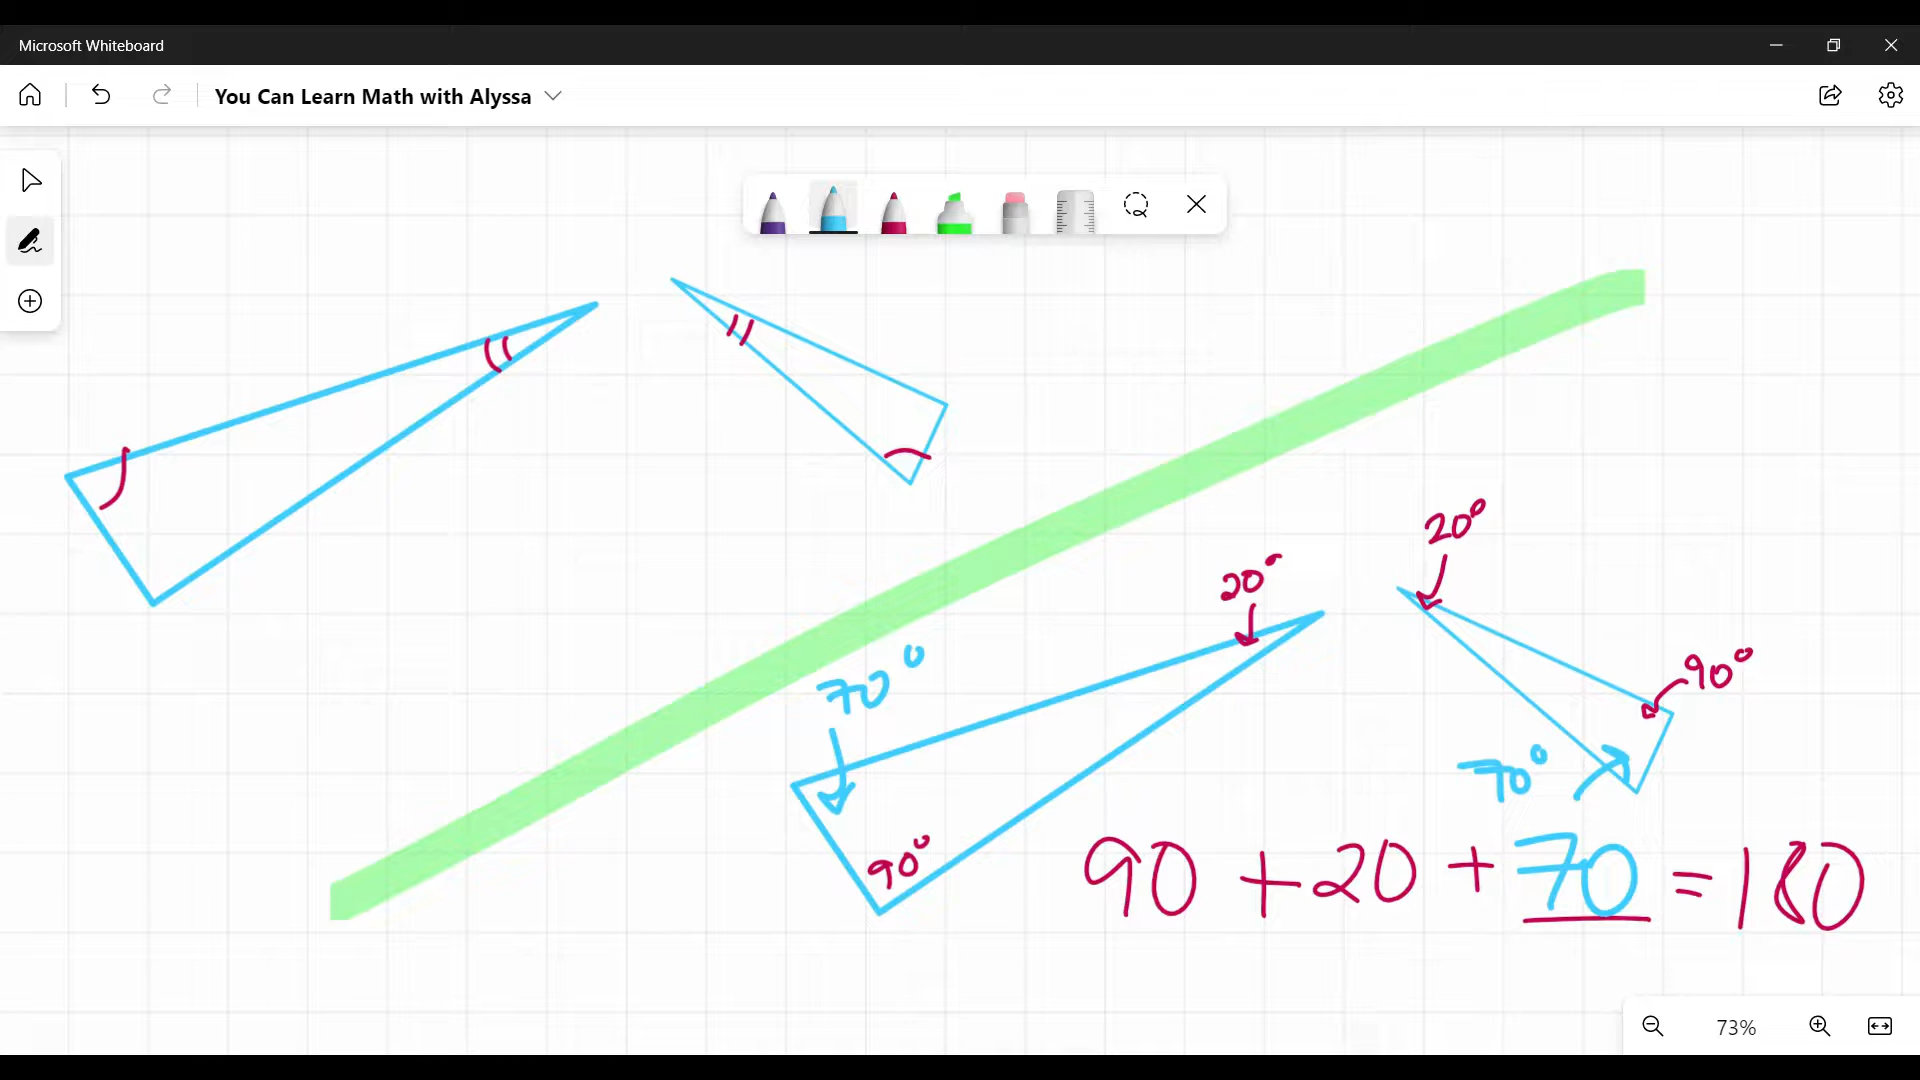 Microsoft Whiteboard
You Can Learn Math with Alyssa
20°
20°
70°
90°
70°
90°
90 + 20 + 70 = 180
73%